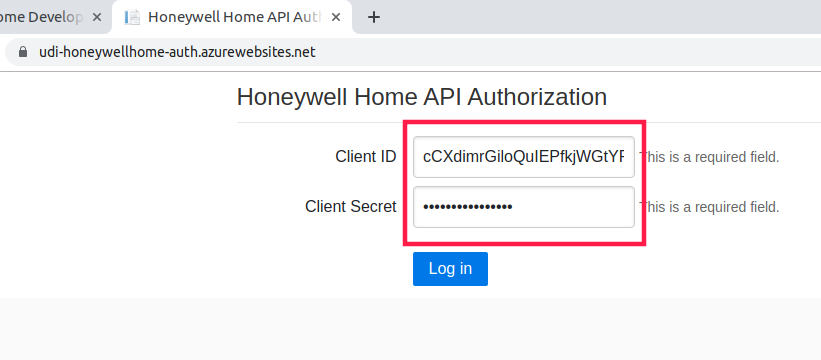 ome Develop
Honeywell Home API Auth
udi-honeywellhome-auth.azurewebsites.net
Honeywell Home API Authorization
Client ID cCXdimrGiloQuIEPfkjWGtYF This is a required field.
Client Secret •••••••••••••••• This is a required field.
Log in